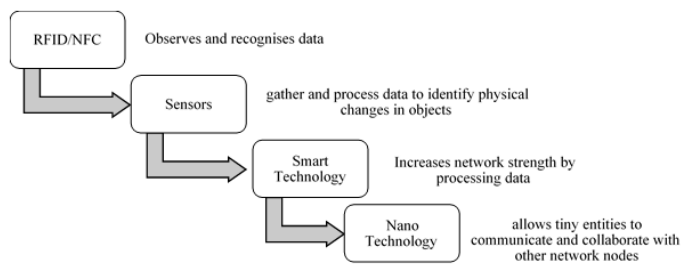 RFID/NFC
Observes and recognises data
Sensors
gather and process data to identify physical
changes in objects
Smart
Technology
Increases network strength by
processing data
Nano
Technology
allows tiny entities to
communicate and collaborate with
other network nodes